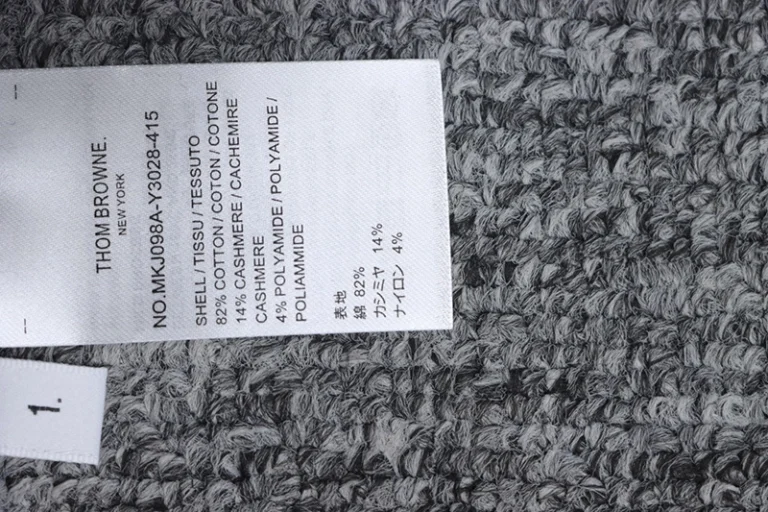 THOM BROWNE.
NEW YORK
NO.MKJ098A-Y3028-415
SHELL / TISSU / TESSUTO
82% COTTON / COTON / COTONE
14% CASHMERE / CACHEMIRE
CASHMERE
4% POLYAMIDE / POLYAMIDE /
POLIAMMIDE
表地
綿 82%
カシミヤ 14%
ナイロン 4%
1.